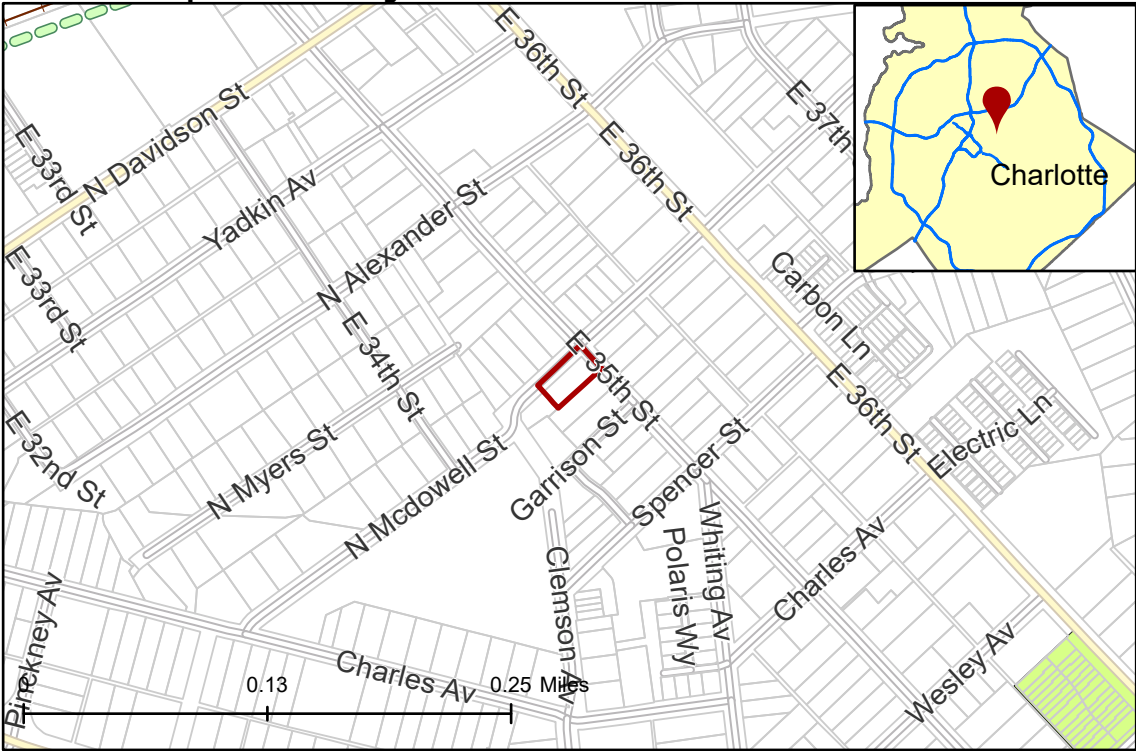 E 36th St
E 37th
Charlotte
E 33rd St
N Davidson St
Yadkin Av
E 36th St
N Alexander St
E 33rd St
Carbon Ln
E 34th St
E 35th St
E 36th St
E 32nd St
N Myers St
N Mcdowell St
Garrison St
Spencer St
Electric Ln
Whiting Av
Polaris Wy
Clemson Av
Charles Av
Pinckney Av
Charles Av
Wesley Av
0
0.13
0.25 Miles